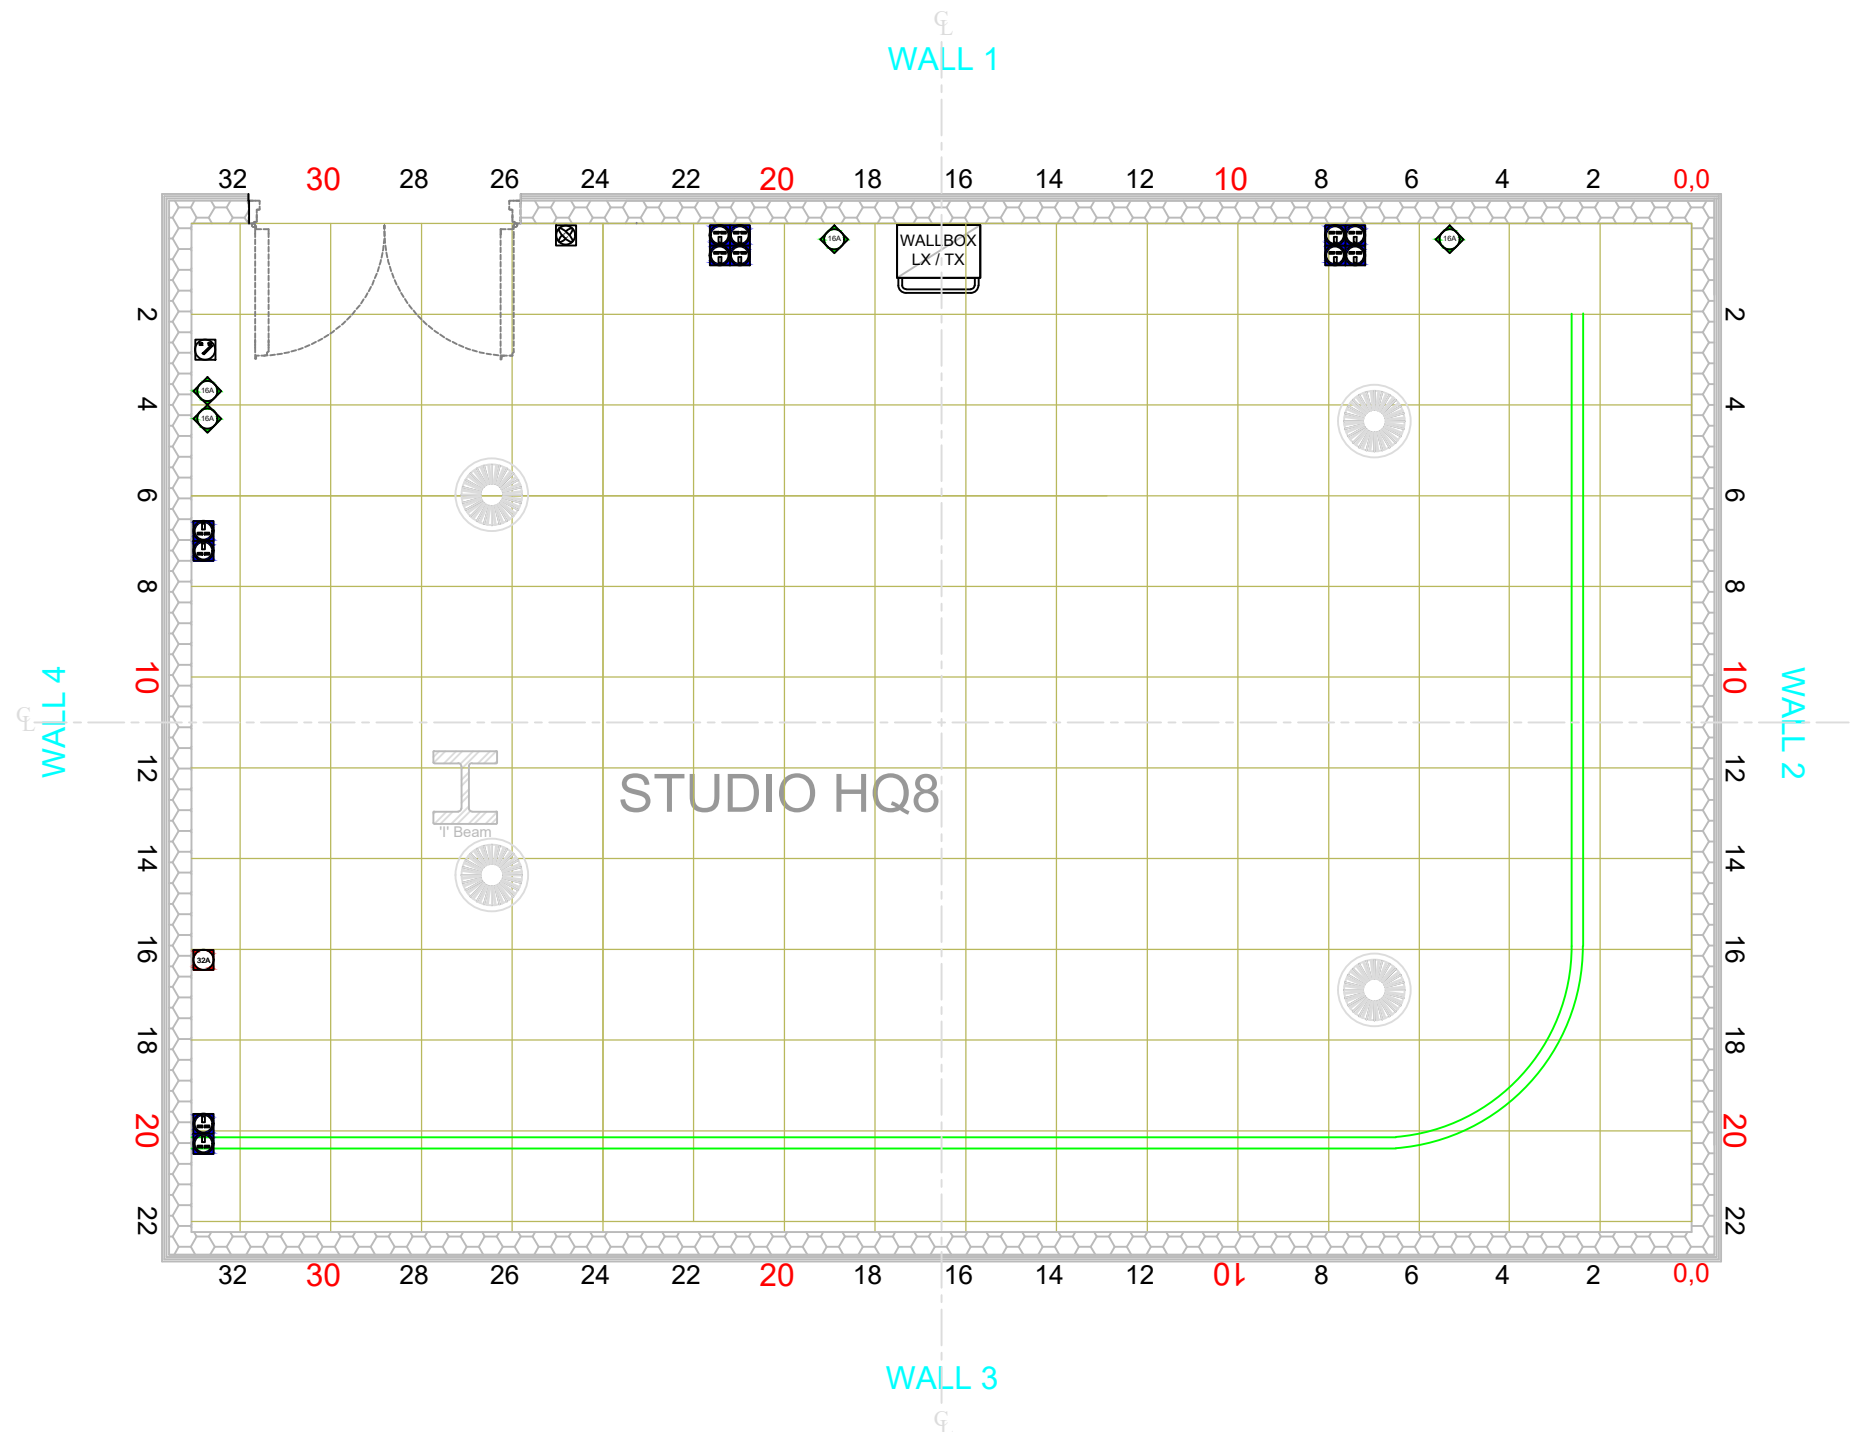 ℄
WALL 1
32 30 28 26 24 22 20 18 16 14 12 10 8 6 4 2 0,0
16A
WALLBOX
LX / TX
16A
2 2
16A
4 4
16A
6 6
8 8
10 10
WALL 4
℄
WALL 2
12 12
STUDIO HQ8
'I' Beam
14 14
16 16
32A
18 18
20 20
22 22
32 30 28 26 24 22 20 18 16 14 12 10 8 6 4 2 0,0
WALL 3
℄